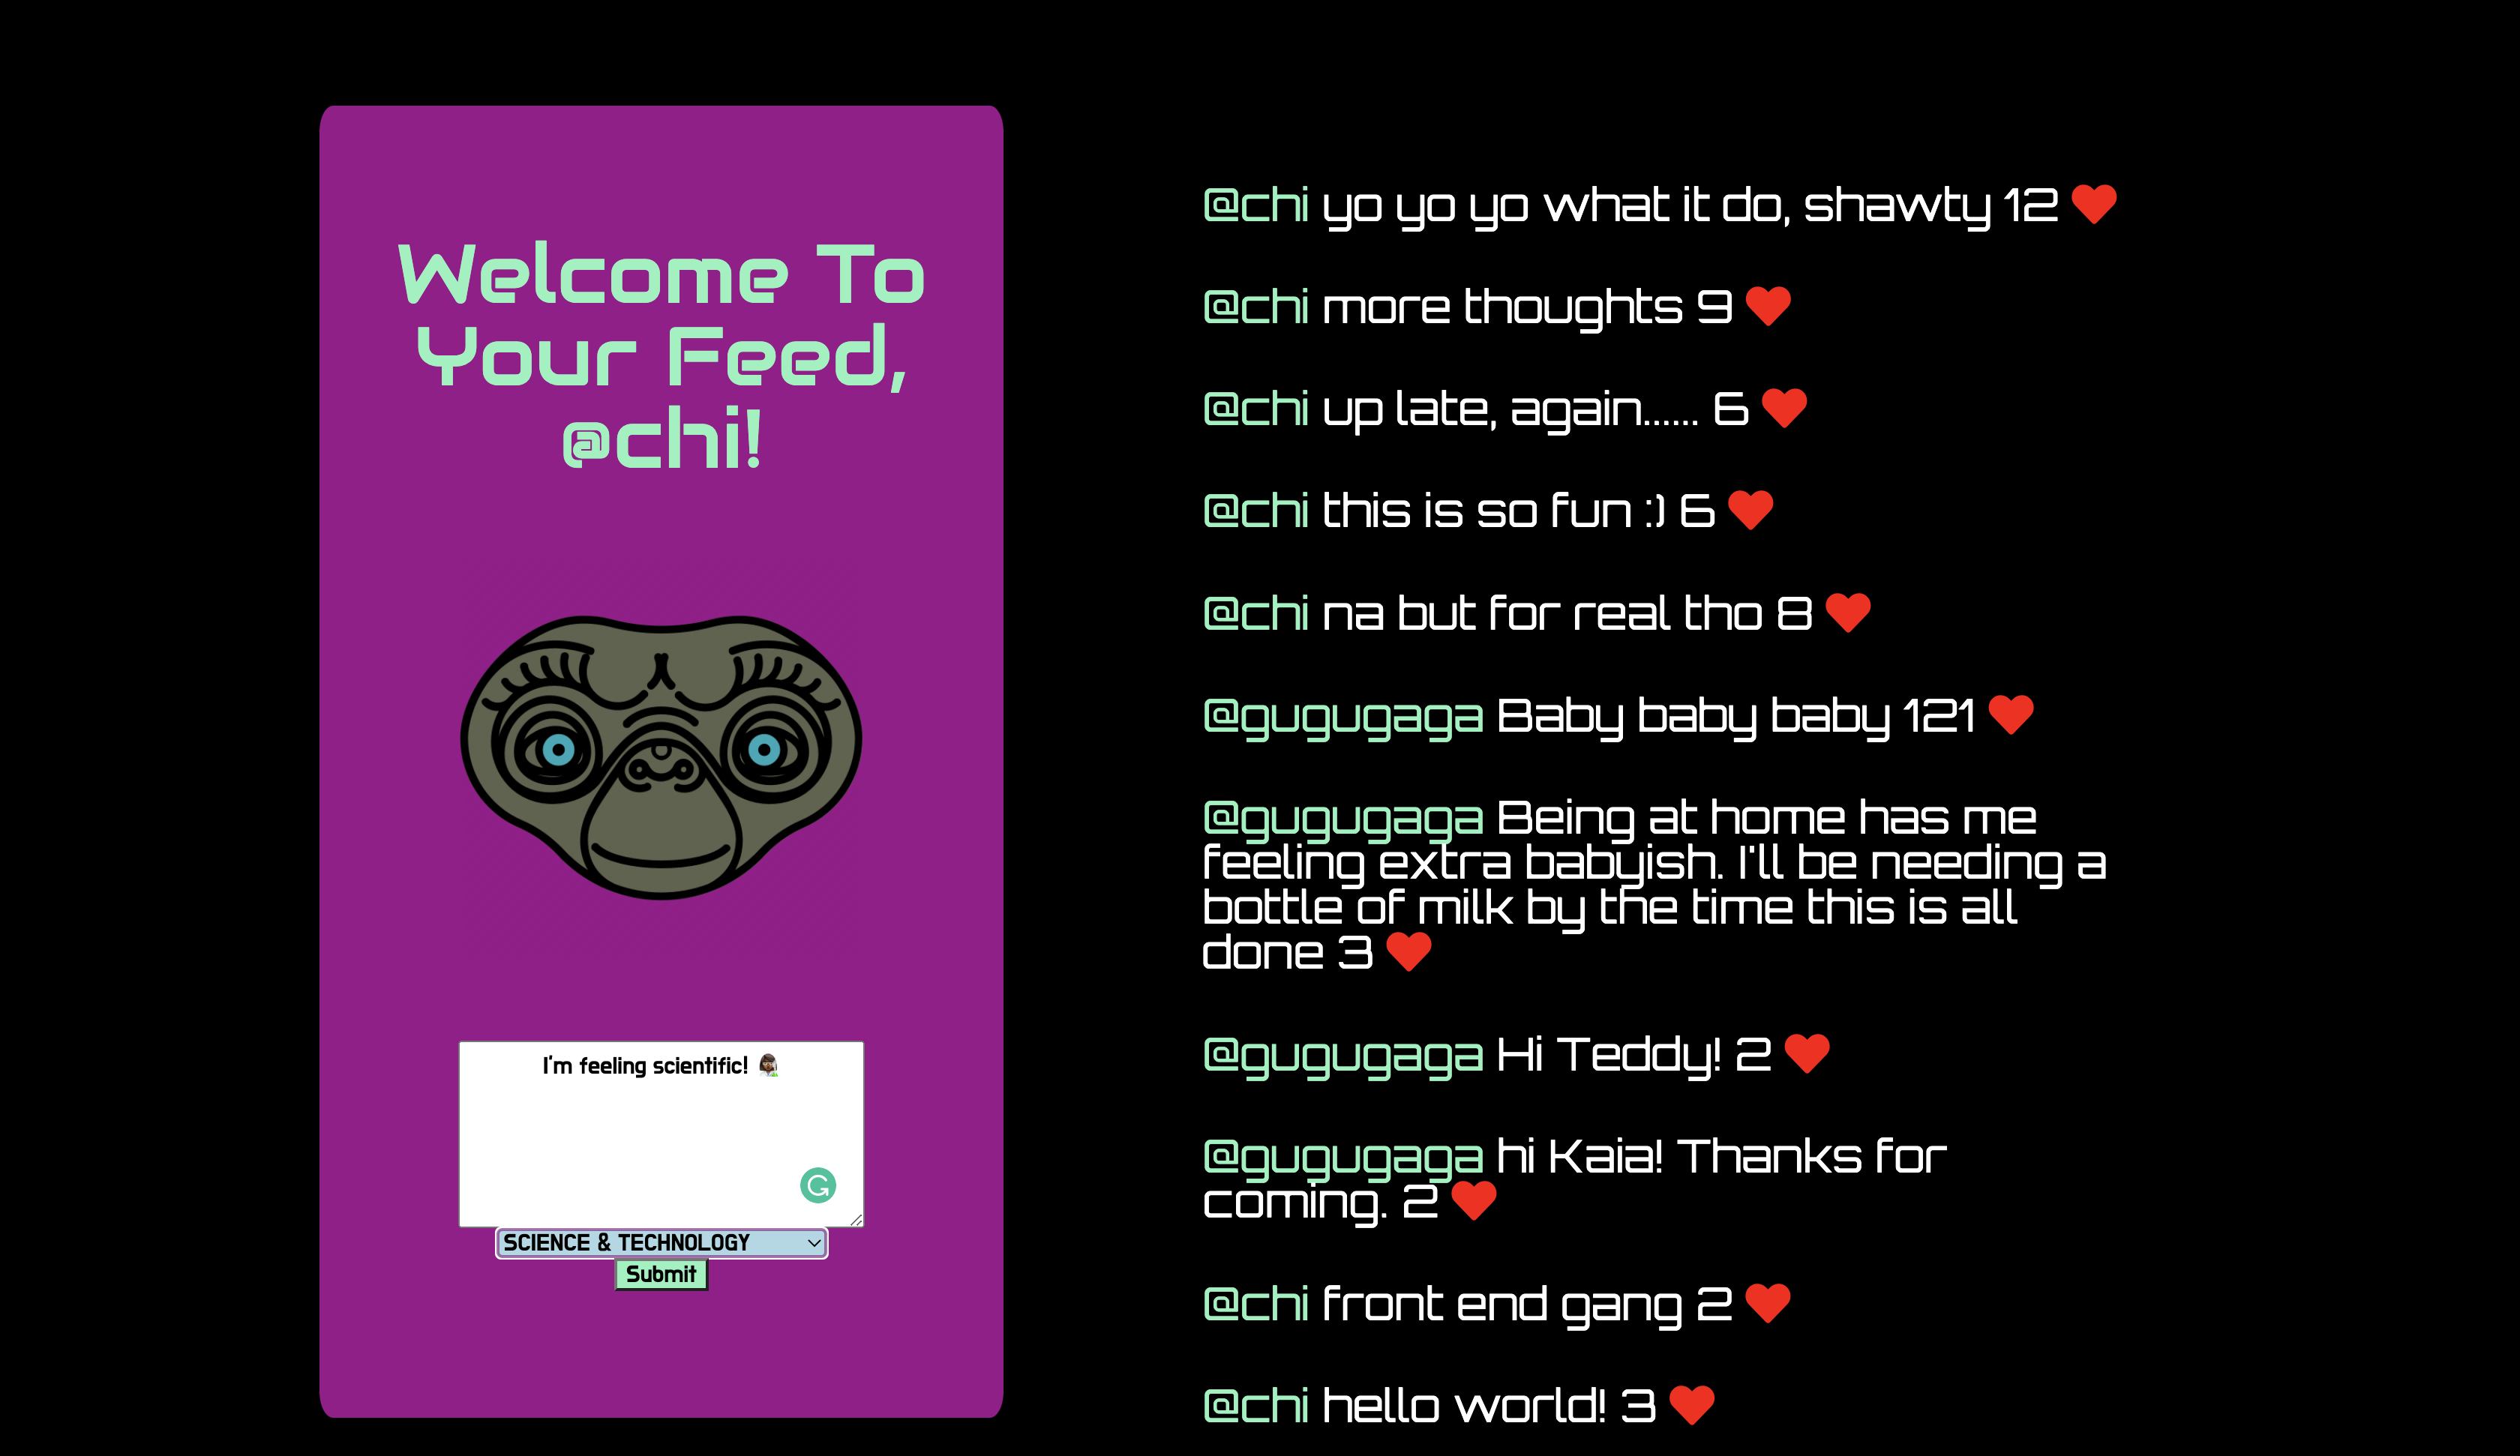 Welcome To
Your Feed,
@chi!
I'm feeling scientific! 👩🏾‍🔬
SCIENCE & TECHNOLOGY
Submit
@chi yo yo yo what it do, shawty 12 ❤️
@chi more thoughts 9 ❤️
@chi up late, again...... 6 ❤️
@chi this is so fun :) 6 ❤️
@chi na but for real tho 8 ❤️
@gugugaga Baby baby baby 121 ❤️
@gugugaga Being at home has me
feeling extra babyish. I'll be needing a
bottle of milk by the time this is all
done 3 ❤️
@gugugaga Hi Teddy! 2 ❤️
@gugugaga hi Kaia! Thanks for
coming. 2 ❤️
@chi front end gang 2 ❤️
@chi hello world! 3 ❤️